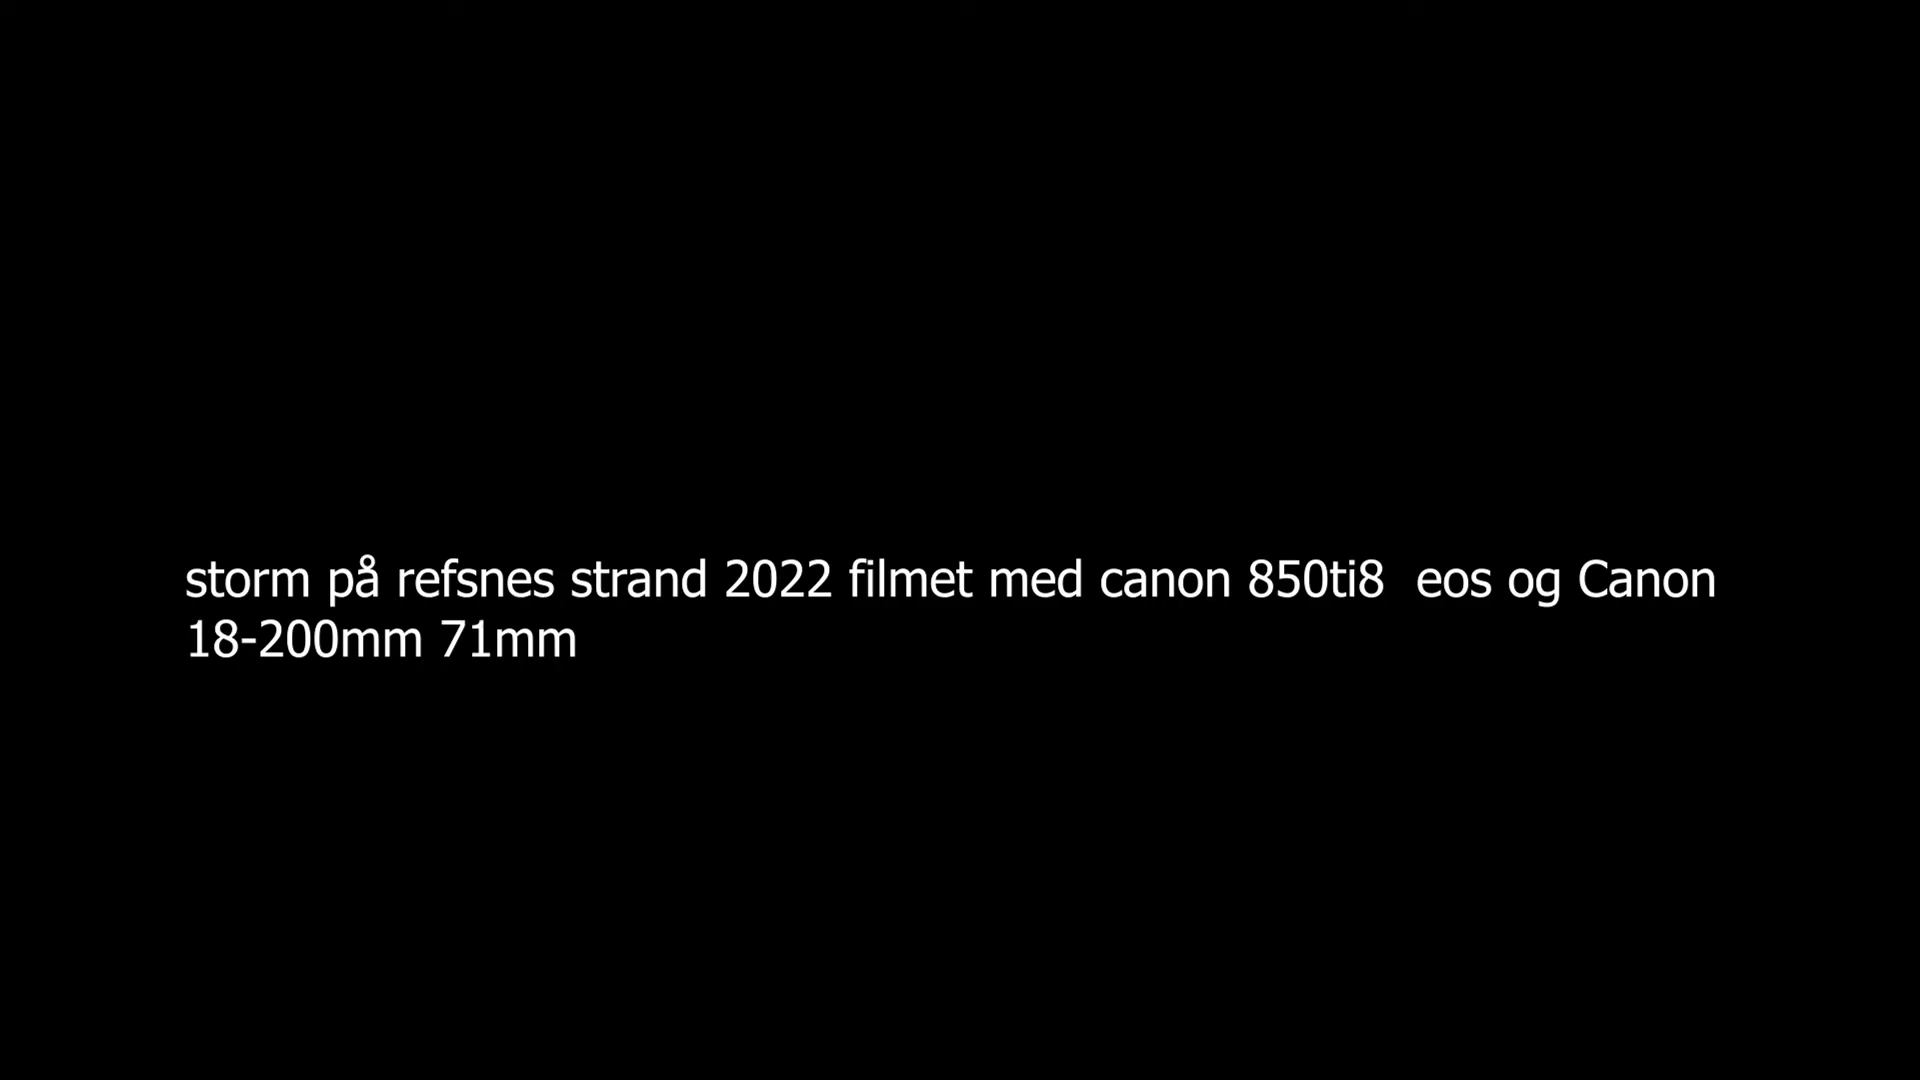 storm på refsnes strand 2022 filmet med canon 850ti8  eos og Canon
18-200mm 71mm